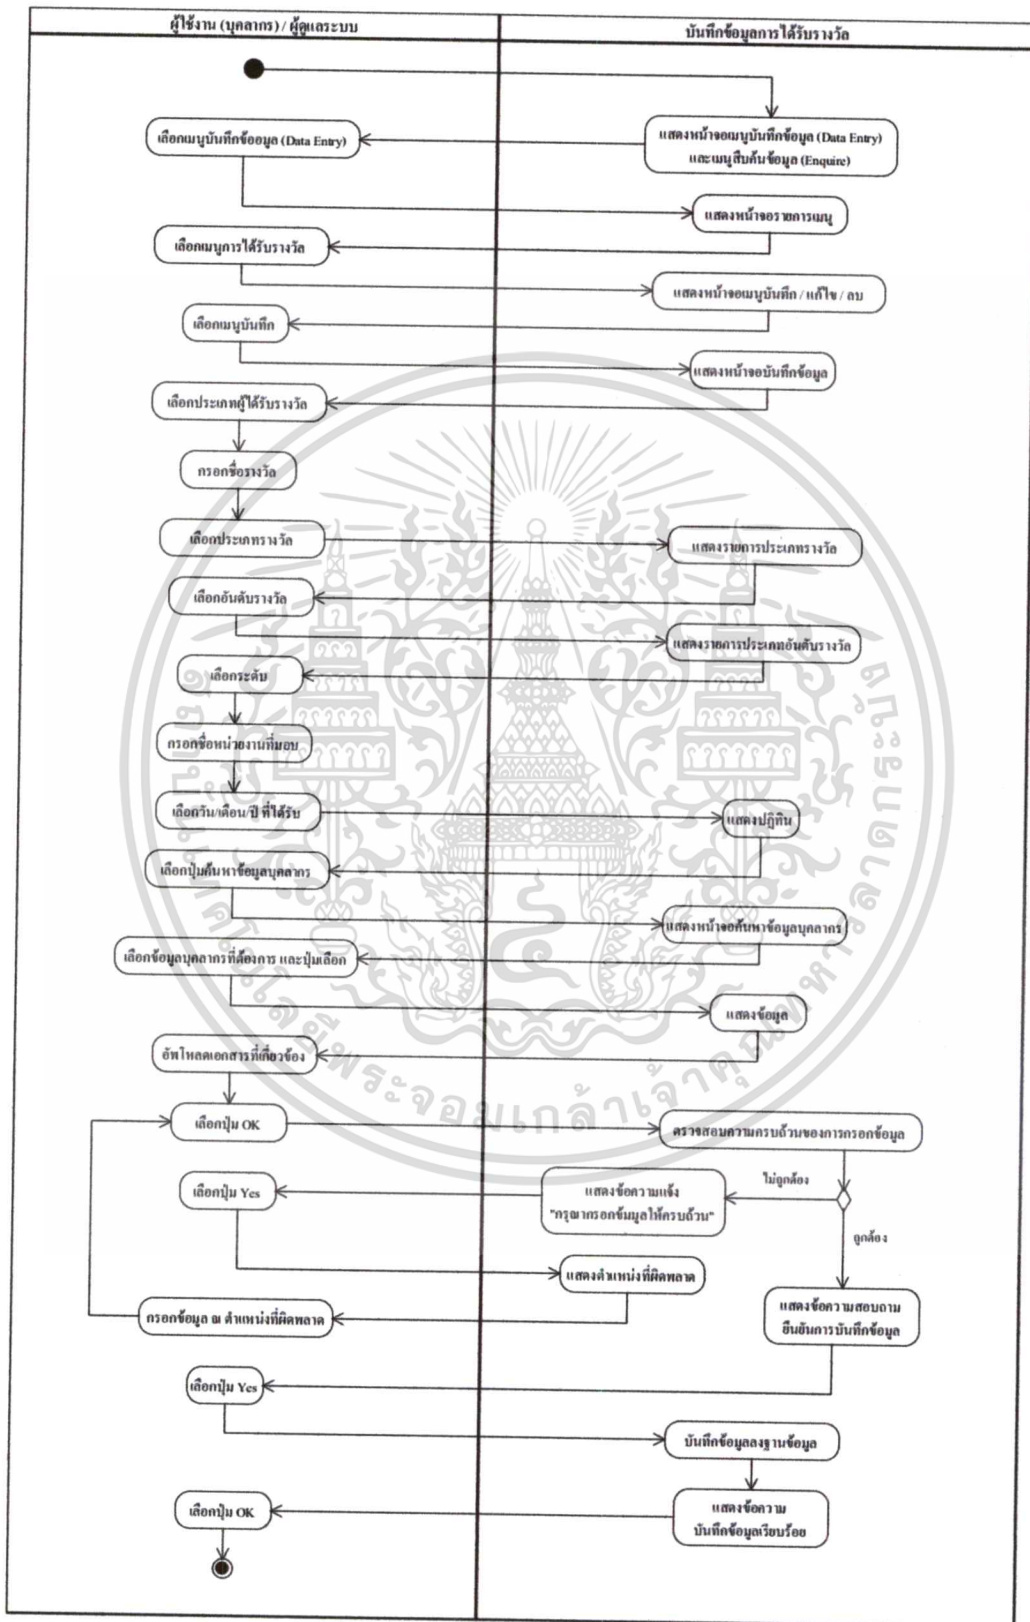 ผู้ใช้งาน (บุคลากร) / ผู้ดูแลระบบ
บันทึกข้อมูลการได้รับรางวัล
แสดงหน้าจอเมนูบันทึกข้อมูล (Data Entry)
และเมนูสืบค้นข้อมูล (Enquire)
เลือกเมนูบันทึกข้ออมูล (Data Entry)
แสดงหน้าจอรายการเมนู
เลือกเมนูการได้รับรางวัล
แสดงหน้าจอเมนูบันทึก / แก้ไข / ลบ
เลือกเมนูบันทึก
แสดงหน้าจอบันทึกข้อมูล
เลือกประเภทผู้ได้รับรางวัล
กรอกชื่อรางวัล
เลือกประเภทรางวัล
แสดงรายการประเภทรางวัล
เลือกอันดับรางวัล
แสดงรายการประเภทอันดับรางวัล
เลือกระดับ
กรอกชื่อหน่วยงานที่มอบ
เลือกวัน/เดือน/ปี ที่ได้รับ
แสดงปฏิทิน
เลือกปุ่มค้นหาข้อมูลบุคลากร
แสดงหน้าจอค้นหาข้อมูลบุคลากร
เลือกข้อมูลบุคลากรที่ต้องการ และปุ่มเลือก
แสดงข้อมูล
อัพโหลดเอกสารที่เกี่ยวข้อง
เลือกปุ่ม OK
ตรวจสอบความครบถ้วนของการกรอกข้อมูล
ไม่ถูกต้อง
แสดงข้อความแจ้ง
"กรุณากรอกข้มมูลให้ครบถ้วน"
เลือกปุ่ม Yes
ถูกต้อง
แสดงตำแหน่งที่ผิดพลาด
กรอกข้อมูล ณ ตำแหน่งที่ผิดพลาด
แสดงข้อความสอบถาม
ยืนยันการบันทึกข้อมูล
เลือกปุ่ม Yes
บันทึกข้อมูลลงฐานข้อมูล
แสดงข้อความ
บันทึกข้อมูลเรียบร้อย
เลือกปุ่ม OK
สถาบันเทคโนโลยีพระจอมเกล้าเจ้าคุณทหารลาดกระบัง